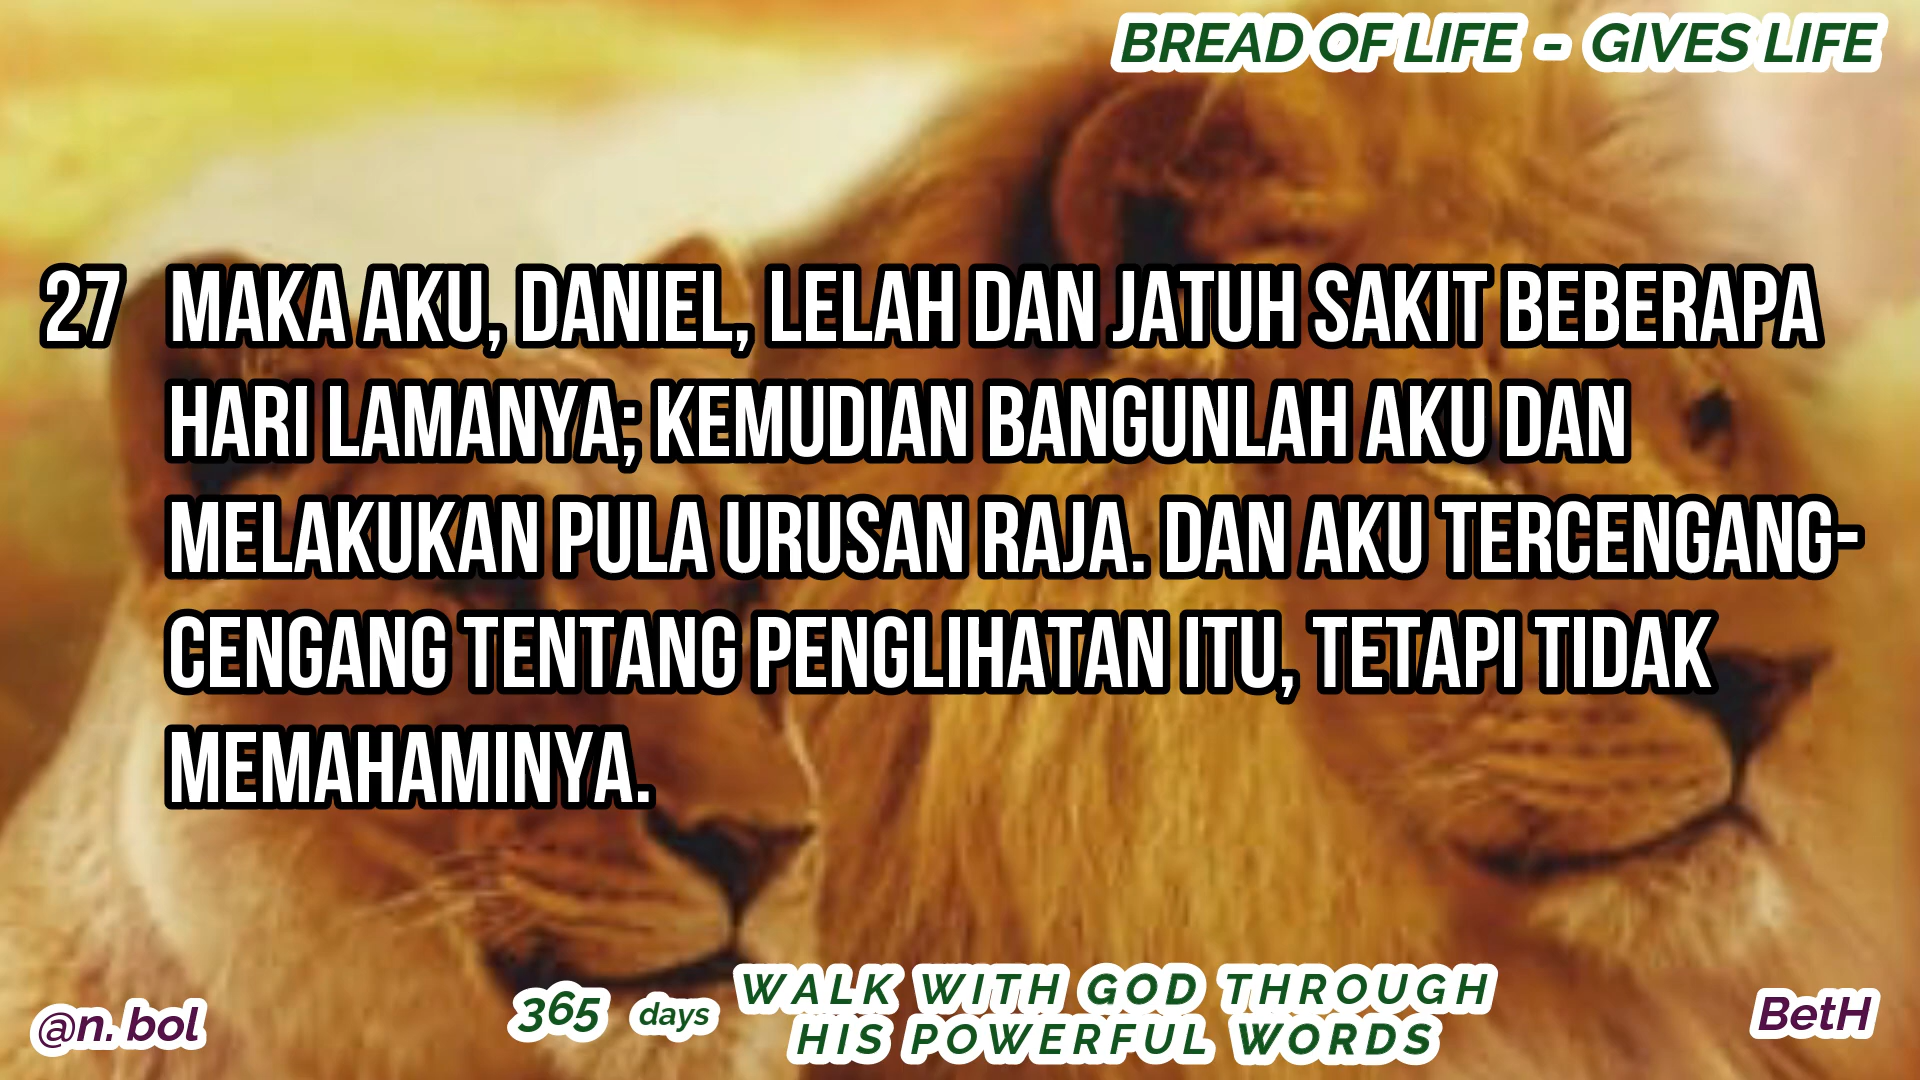 BREAD OF LIFE - GIVES LIFE
27 MAKA AKU, DANIEL, LELAH DAN JATUH SAKIT BEBERAPA
HARI LAMANYA; KEMUDIAN BANGUNLAH AKU DAN
MELAKUKAN PULA URUSAN RAJA. DAN AKU TERCENGANG-
CENGANG TENTANG PENGLIHATAN ITU, TETAPI TIDAK
MEMAHAMINYA.
@n. bol
365 days
WALK WITH GOD THROUGH
HIS POWERFUL WORDS
BetH